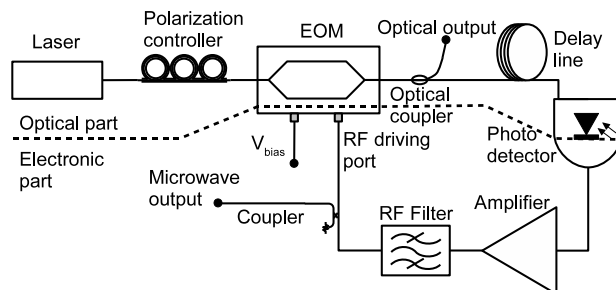 Laser
Polarization
controller
EOM
Optical output
Delay
line
Optical
coupler
Optical part
Electronic
part
V_bias
RF driving
port
Photo
detector
Microwave
output
Coupler
RF Filter
Amplifier